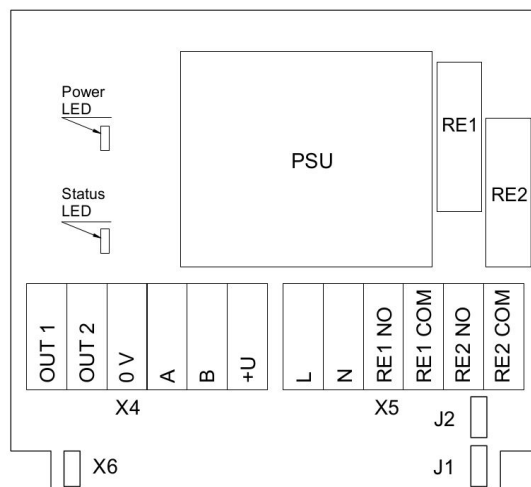 Power
LED
RE1
PSU
RE2
Status
LED
OUT 1
OUT 2
0 V
A
B
+U
L
N
RE1 NO
RE1 COM
RE2 NO
RE2 COM
X4
X5
J2
X6
J1